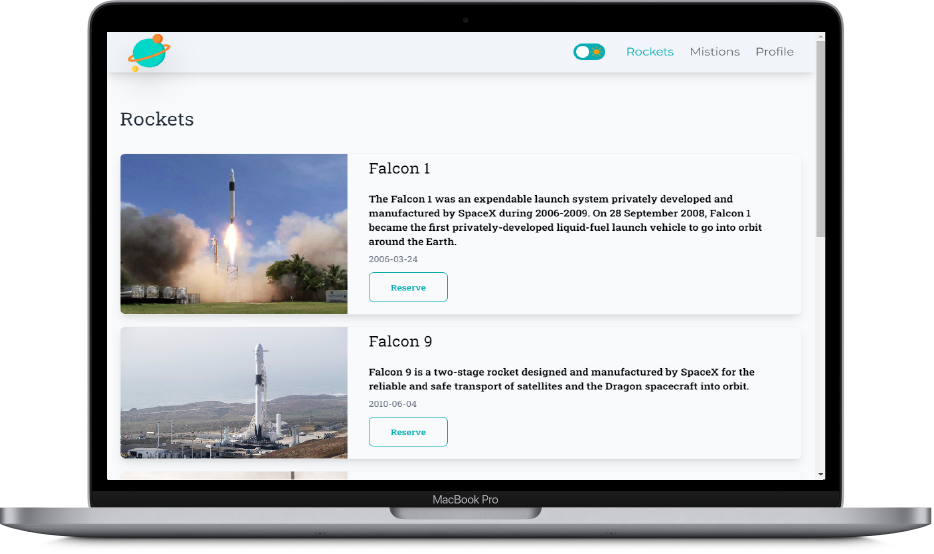 Rockets Mistions Profile
Rockets
Falcon 1
The Falcon 1 was an expendable launch system privately developed and
manufactured by SpaceX during 2006-2009. On 28 September 2008, Falcon 1
became the first privately-developed liquid-fuel launch vehicle to go into orbit
around the Earth.
2006-03-24
Reserve
Falcon 9
Falcon 9 is a two-stage rocket designed and manufactured by SpaceX for the
reliable and safe transport of satellites and the Dragon spacecraft into orbit.
2010-06-04
Reserve
MacBook Pro